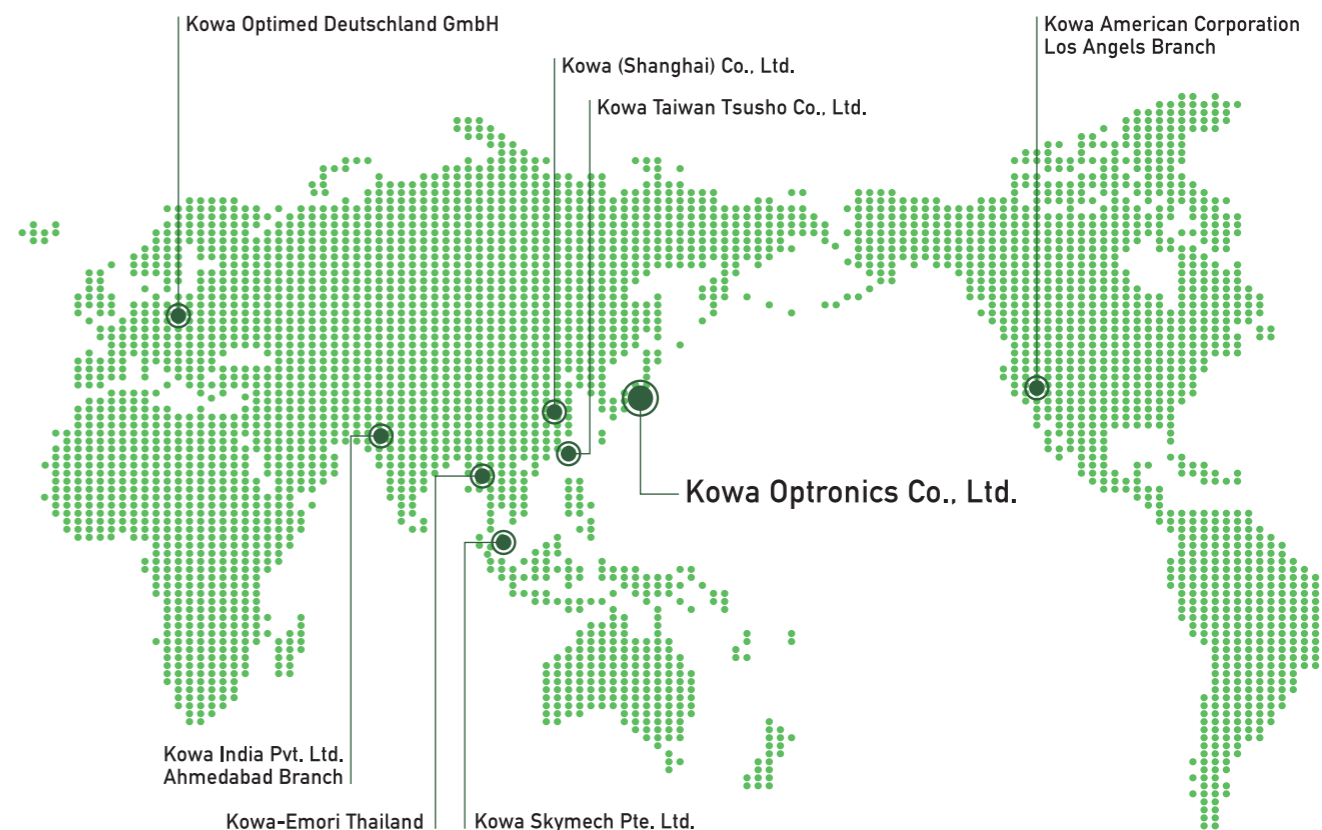 Kowa Optimed Deutschland GmbH
Kowa American Corporation
Los Angels Branch
Kowa (Shanghai) Co., Ltd.
Kowa Taiwan Tsusho Co., Ltd.
Kowa Optronics Co., Ltd.
Kowa India Pvt. Ltd.
Ahmedabad Branch
Kowa-Emori Thailand
Kowa Skymech Pte. Ltd.